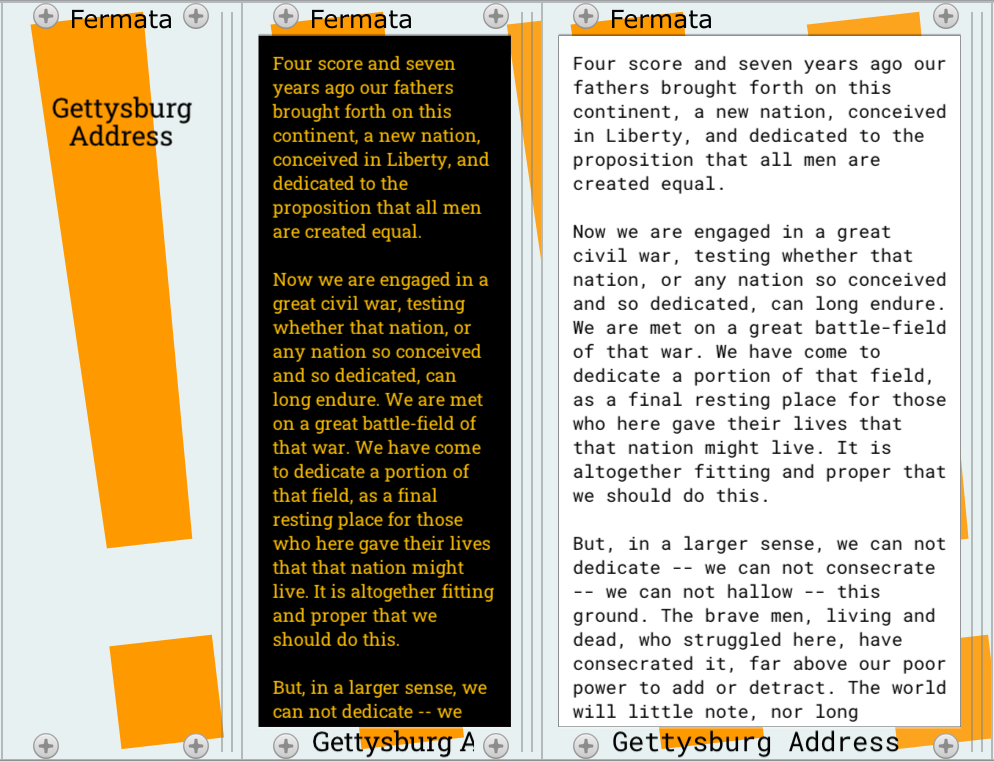 Fermata
Gettysburg
Address
Fermata
Four score and seven
years ago our fathers
brought forth on this
continent, a new nation,
conceived in Liberty, and
dedicated to the
proposition that all men
are created equal.
Now we are engaged in a
great civil war, testing
whether that nation, or
any nation so conceived
and so dedicated, can
long endure. We are met
on a great battle-field of
that war. We have come
to dedicate a portion of
that field, as a final
resting place for those
who here gave their lives
that that nation might
live. It is altogether fitting
and proper that we
should do this.
But, in a larger sense, we
can not dedicate -- we
Gettysburg A
Fermata
Four score and seven years ago our
fathers brought forth on this
continent, a new nation, conceived
in Liberty, and dedicated to the
proposition that all men are
created equal.
Now we are engaged in a great
civil war, testing whether that
nation, or any nation so conceived
and so dedicated, can long endure.
We are met on a great battle-field
of that war. We have come to
dedicate a portion of that field,
as a final resting place for those
who here gave their lives that
that nation might live. It is
altogether fitting and proper that
we should do this.
But, in a larger sense, we can not
dedicate -- we can not consecrate
-- we can not hallow -- this
ground. The brave men, living and
dead, who struggled here, have
consecrated it, far above our poor
power to add or detract. The world
will little note, nor long
Gettysburg Address